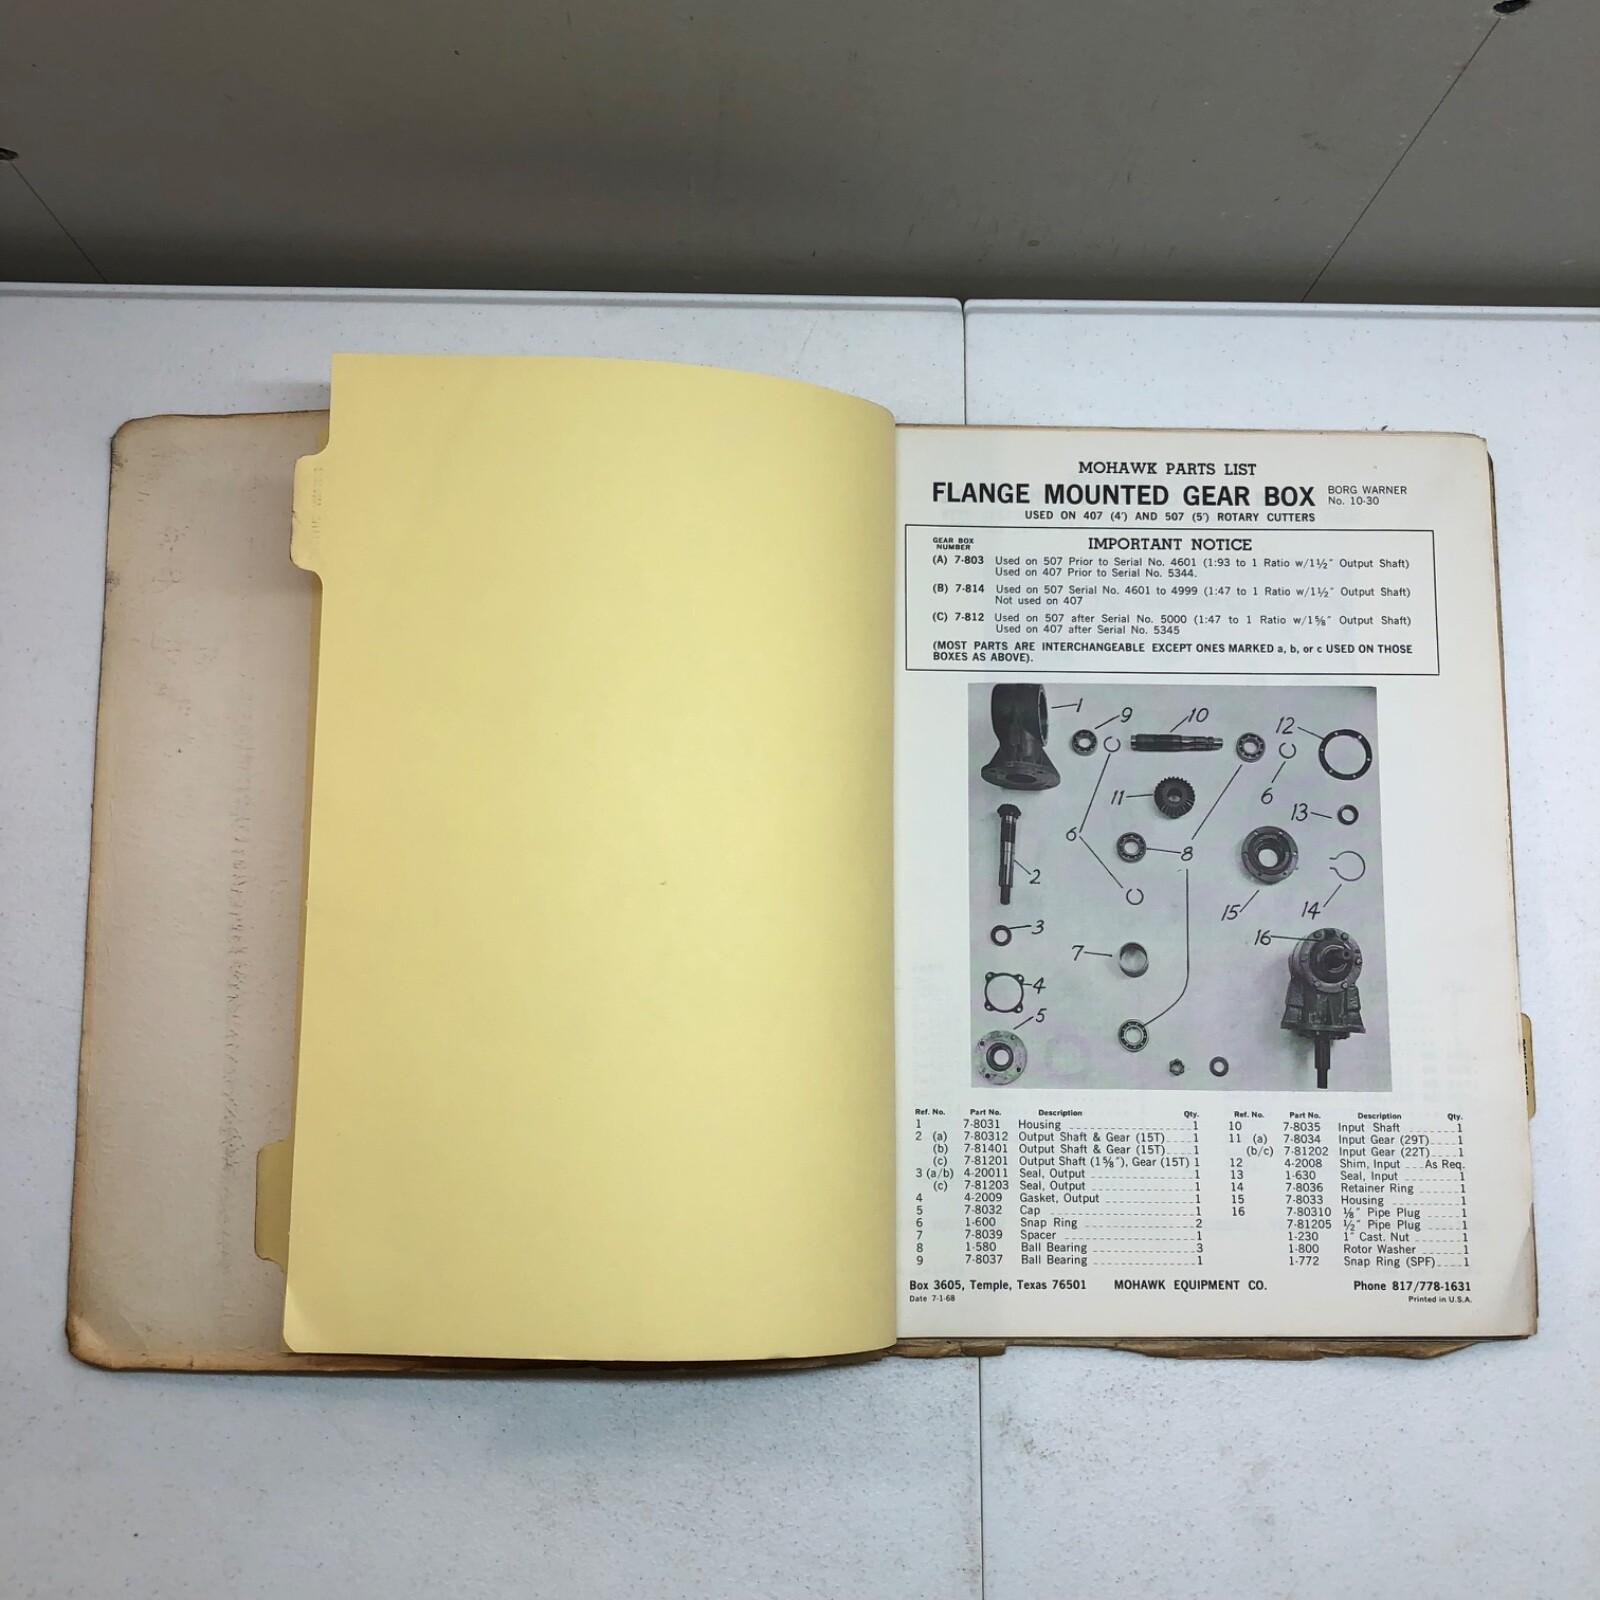 MOHAWK PARTS LIST
FLANGE MOUNTED GEAR BOX
BORG WARNER
No. 10-30
USED ON 407 (4') AND 507 (5') ROTARY CUTTERS
GEAR BOX
NUMBER
IMPORTANT NOTICE
(A) 7-803 Used on 507 Prior to Serial No. 4601 (1:93 to 1 Ratio w/1½" Output Shaft)
Used on 407 Prior to Serial No. 5344.
(B) 7-814 Used on 507 Serial No. 4601 to 4999 (1:47 to 1 Ratio w/1½" Output Shaft)
Not used on 407
(C) 7-812 Used on 507 after Serial No. 5000 (1:47 to 1 Ratio w/1⅝" Output Shaft)
Used on 407 after Serial No. 5345
(MOST PARTS ARE INTERCHANGEABLE EXCEPT ONES MARKED a, b, or c USED ON THOSE
BOXES AS ABOVE).
1 9 10 12
11 6 13
6 8
2 15 14
3 16
7
4
5
Ref. No. Part No. Description Qty.
1 7-8031 Housing 1
2 (a) 7-80312 Output Shaft & Gear (15T) 1
(b) 7-81401 Output Shaft & Gear (15T) 1
(c) 7-81201 Output Shaft (1⅝"), Gear (15T) 1
3 (a/b) 4-20011 Seal, Output 1
(c) 7-81203 Seal, Output 1
4 4-2009 Gasket, Output 1
5 7-8032 Cap 1
6 1-600 Snap Ring 2
7 7-8039 Spacer 1
8 1-580 Ball Bearing 3
9 7-8037 Ball Bearing 1
Ref. No. Part No. Description Qty.
10 7-8035 Input Shaft 1
11 (a) 7-8034 Input Gear (29T) 1
(b/c) 7-81202 Input Gear (22T) 1
12 4-2008 Shim, Input As Req.
13 1-630 Seal, Input 1
14 7-8036 Retainer Ring 1
15 7-8033 Housing 1
16 7-80310 ⅛" Pipe Plug 1
7-81205 ½" Pipe Plug 1
1-230 1" Cast. Nut 1
1-800 Rotor Washer 1
1-772 Snap Ring (SPF) 1
Box 3605, Temple, Texas 76501 MOHAWK EQUIPMENT CO. Phone 817/778-1631
Date 7-1-68 Printed in U.S.A.